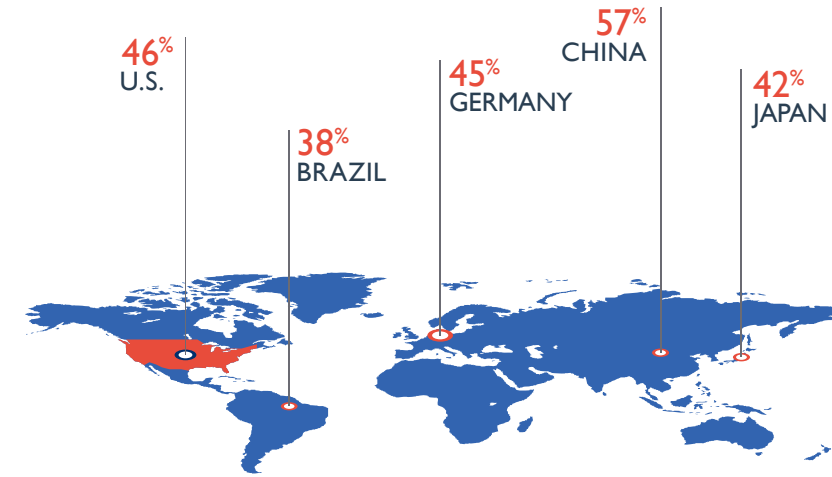 46%
U.S.
38%
BRAZIL
45%
GERMANY
57%
CHINA
42%
JAPAN